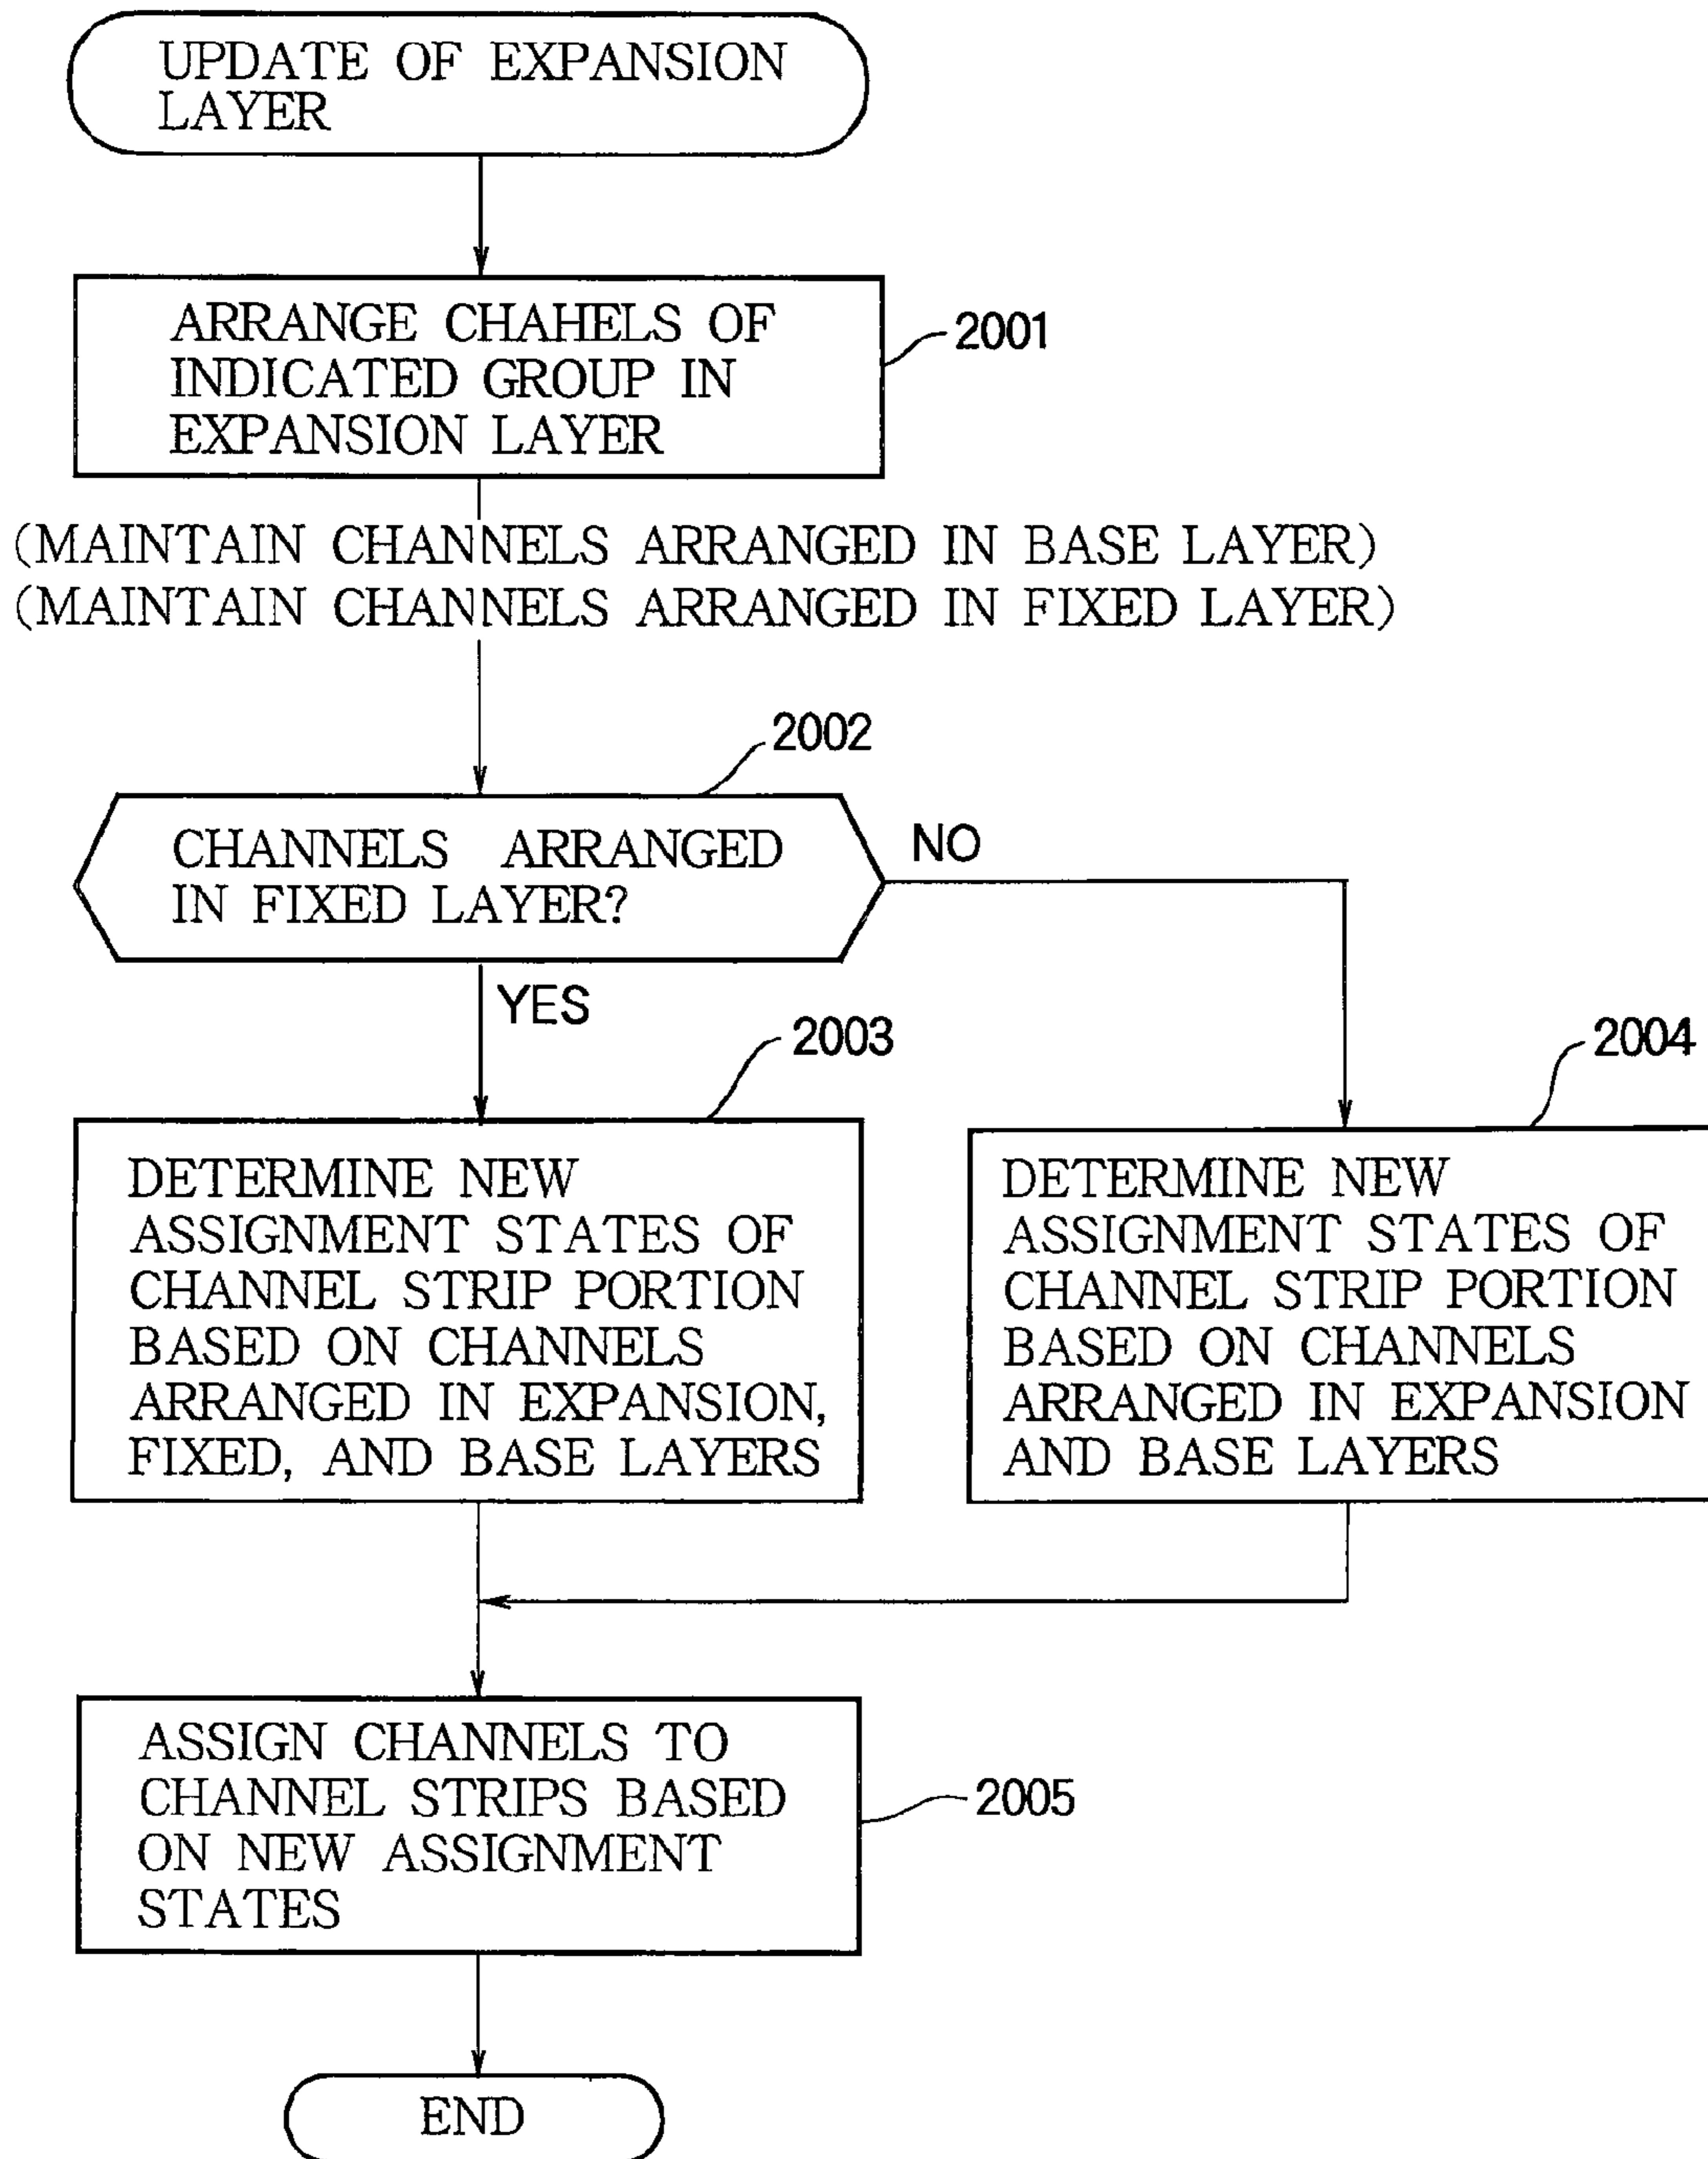 UPDATE OF EXPANSION
LAYER
ARRANGE CHAHELS OF
INDICATED GROUP IN
EXPANSION LAYER
2001
(MAINTAIN CHANNELS ARRANGED IN BASE LAYER)
(MAINTAIN CHANNELS ARRANGED IN FIXED LAYER)
2002
CHANNELS ARRANGED
IN FIXED LAYER?
NO
YES
2003
DETERMINE NEW
ASSIGNMENT STATES OF
CHANNEL STRIP PORTION
BASED ON CHANNELS
ARRANGED IN EXPANSION,
FIXED, AND BASE LAYERS
2004
DETERMINE NEW
ASSIGNMENT STATES OF
CHANNEL STRIP PORTION
BASED ON CHANNELS
ARRANGED IN EXPANSION
AND BASE LAYERS
ASSIGN CHANNELS TO
CHANNEL STRIPS BASED
ON NEW ASSIGNMENT
STATES
2005
END